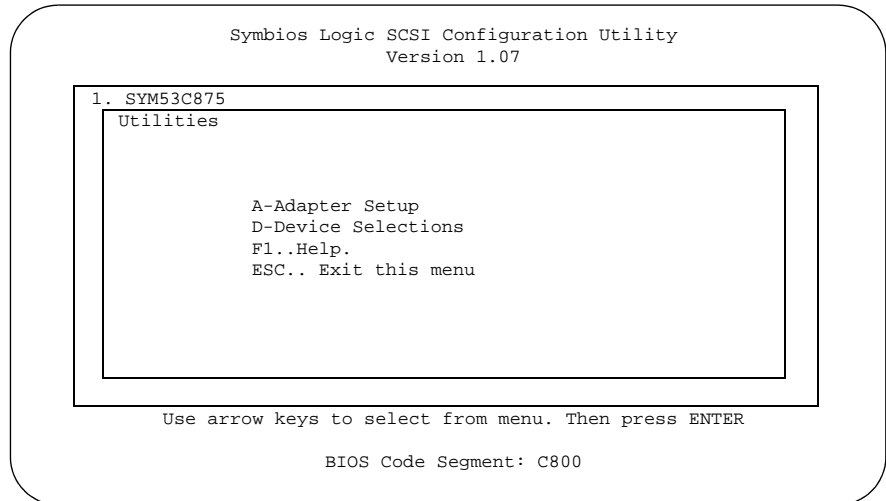 Symbios Logic SCSI Configuration Utility
Version 1.07
1. SYM53C875
Utilities
A-Adapter Setup
D-Device Selections
F1..Help.
ESC.. Exit this menu
Use arrow keys to select from menu. Then press ENTER
BIOS Code Segment: C800